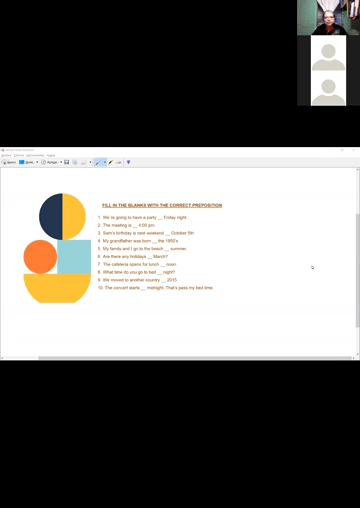 FILL IN THE BLANKS WITH THE CORRECT PREPOSITION
1. We're going to have a party __ Friday night.
2. The meeting is __ 4:00 pm.
3. Sam's birthday is next weekend __ October 5th
4. My grandfather was born __ the 1950's
5. My family and I go to the beach __ summer.
6. Are there any holidays __ March?
7. The cafeteria opens for lunch __ noon.
8. What time do you go to bed __ night?
9. We moved to another country __ 2015.
10. The concert starts __ midnight. That's pass my bed time.